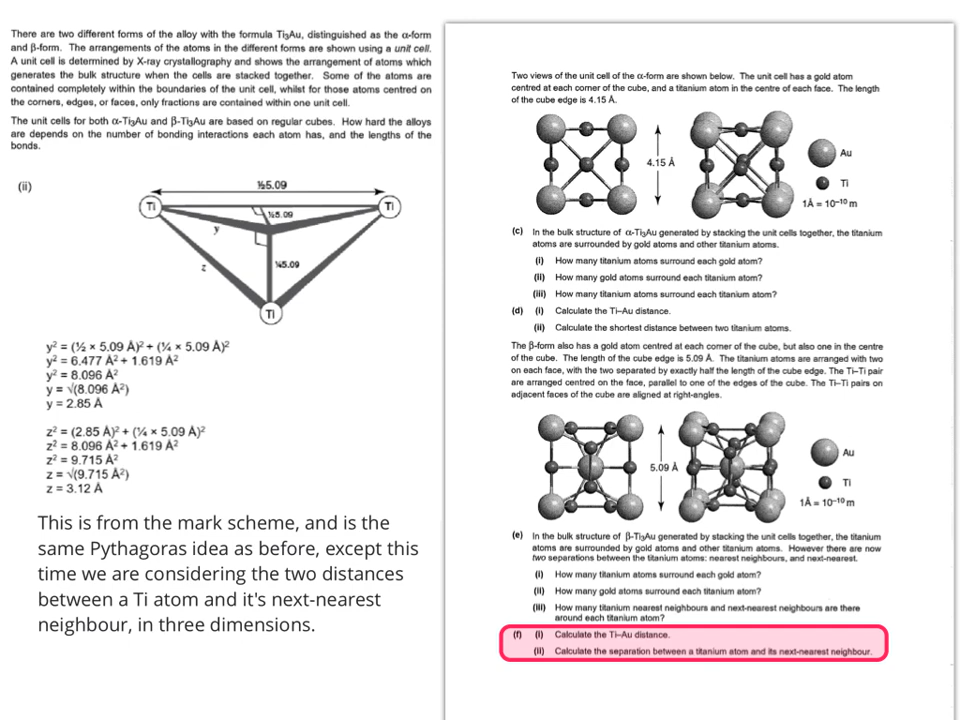 There are two different forms of the alloy with the formula Ti₃Au, distinguished as the α-form
and β-form. The arrangements of the atoms in the different forms are shown using a unit cell.
A unit cell is determined by X-ray crystallography and shows the arrangement of atoms which
generates the bulk structure when the cells are stacked together. Some of the atoms are
contained completely within the boundaries of the unit cell, whilst for those atoms centred on
the corners, edges, or faces, only fractions are contained within one unit cell.
The unit cells for both α-Ti₃Au and β-Ti₃Au are based on regular cubes. How hard the alloys
are depends on the number of bonding interactions each atom has, and the lengths of the
bonds.
(ii)
½5.09
Ti
Ti
¼5.09
y
z
¼5.09
Ti
y² = (½ × 5.09 Å)² + (¼ × 5.09 Å)²
y² = 6.477 Å² + 1.619 Å²
y² = 8.096 Å²
y = √(8.096 Å²)
y = 2.85 Å
z² = (2.85 Å)² + (¼ × 5.09 Å)²
z² = 8.096 Å² + 1.619 Å²
z² = 9.715 Å²
z = √(9.715 Å²)
z = 3.12 Å
This is from the mark scheme, and is the
same Pythagoras idea as before, except this
time we are considering the two distances
between a Ti atom and it's next-nearest
neighbour, in three dimensions.
Two views of the unit cell of the α-form are shown below. The unit cell has a gold atom
centred at each corner of the cube, and a titanium atom in the centre of each face. The length
of the cube edge is 4.15 Å.
4.15 Å
Au
Ti
1Å = 10⁻¹⁰ m
(c) In the bulk structure of α-Ti₃Au generated by stacking the unit cells together, the titanium
atoms are surrounded by gold atoms and other titanium atoms.
(i) How many titanium atoms surround each gold atom?
(ii) How many gold atoms surround each titanium atom?
(iii) How many titanium atoms surround each titanium atom?
(d) (i) Calculate the Ti–Au distance.
(ii) Calculate the shortest distance between two titanium atoms.
The β-form also has a gold atom centred at each corner of the cube, but also one in the centre
of the cube. The length of the cube edge is 5.09 Å. The titanium atoms are arranged with two
on each face, with the two separated by exactly half the length of the cube edge. The Ti–Ti pair
are arranged centred on the face, parallel to one of the edges of the cube. The Ti–Ti pairs on
adjacent faces of the cube are aligned at right-angles.
5.09 Å
Au
Ti
1Å = 10⁻¹⁰ m
(e) In the bulk structure of β-Ti₃Au generated by stacking the unit cells together, the titanium
atoms are surrounded by gold atoms and other titanium atoms. However there are now
two separations between the titanium atoms: nearest neighbours, and next-nearest.
(i) How many titanium atoms surround each gold atom?
(ii) How many gold atoms surround each titanium atom?
(iii) How many titanium nearest neighbours and next-nearest neighbours are there
around each titanium atom?
(f) (i) Calculate the Ti–Au distance.
(ii) Calculate the separation between a titanium atom and its next-nearest neighbour.